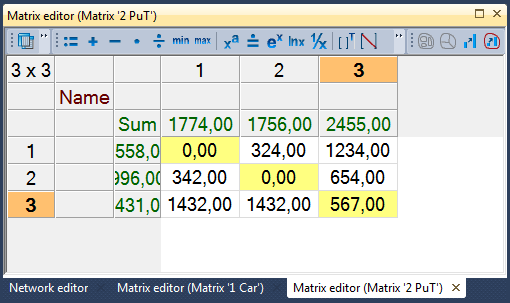 Matrix editor (Matrix '2 PuT')
min max xª = eˣ lnx ¹/x [ ]ᵀ
3 x 3 1 2 3
Name
Sum 1774,00 1756,00 2455,00
1 558,0 0,00 324,00 1234,00
2 996,00 342,00 0,00 654,00
3 431,0 1432,00 1432,00 567,00
Network editor Matrix editor (Matrix '1 Car') Matrix editor (Matrix '2 PuT')